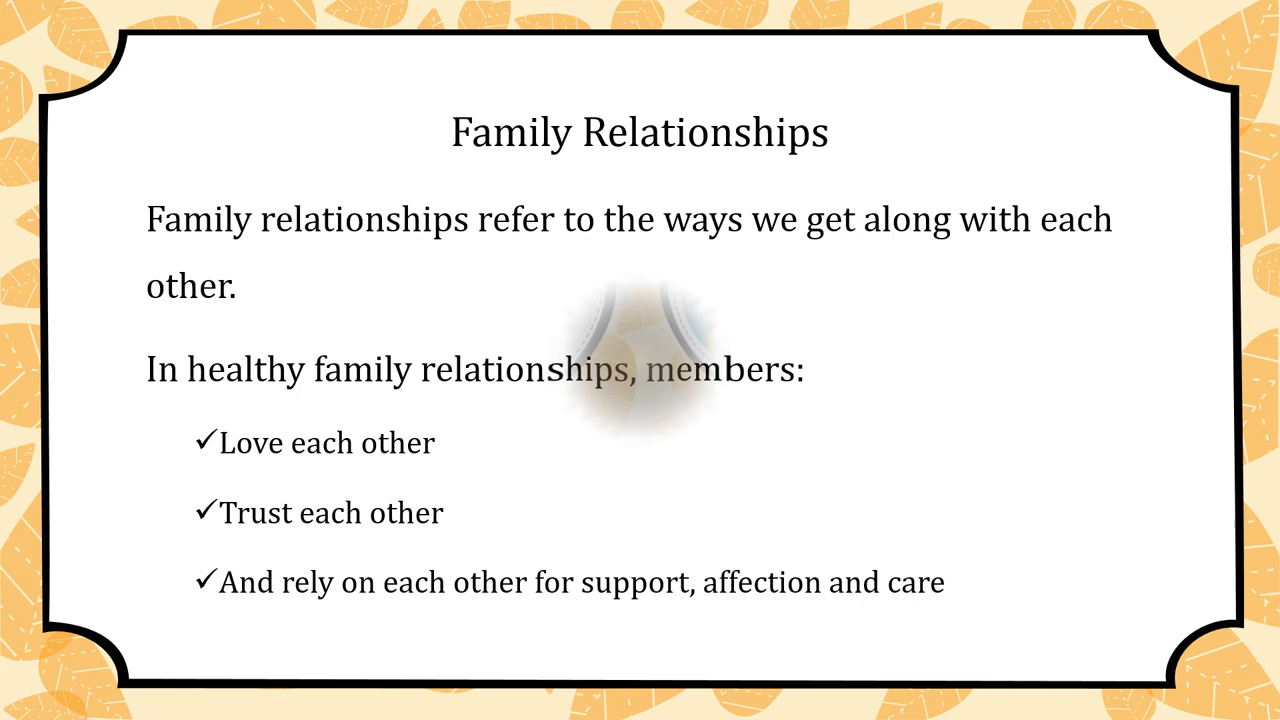 Family Relationships
Family relationships refer to the ways we get along with each
other.
In healthy family relationships, members:
✓Love each other
✓Trust each other
✓And rely on each other for support, affection and care